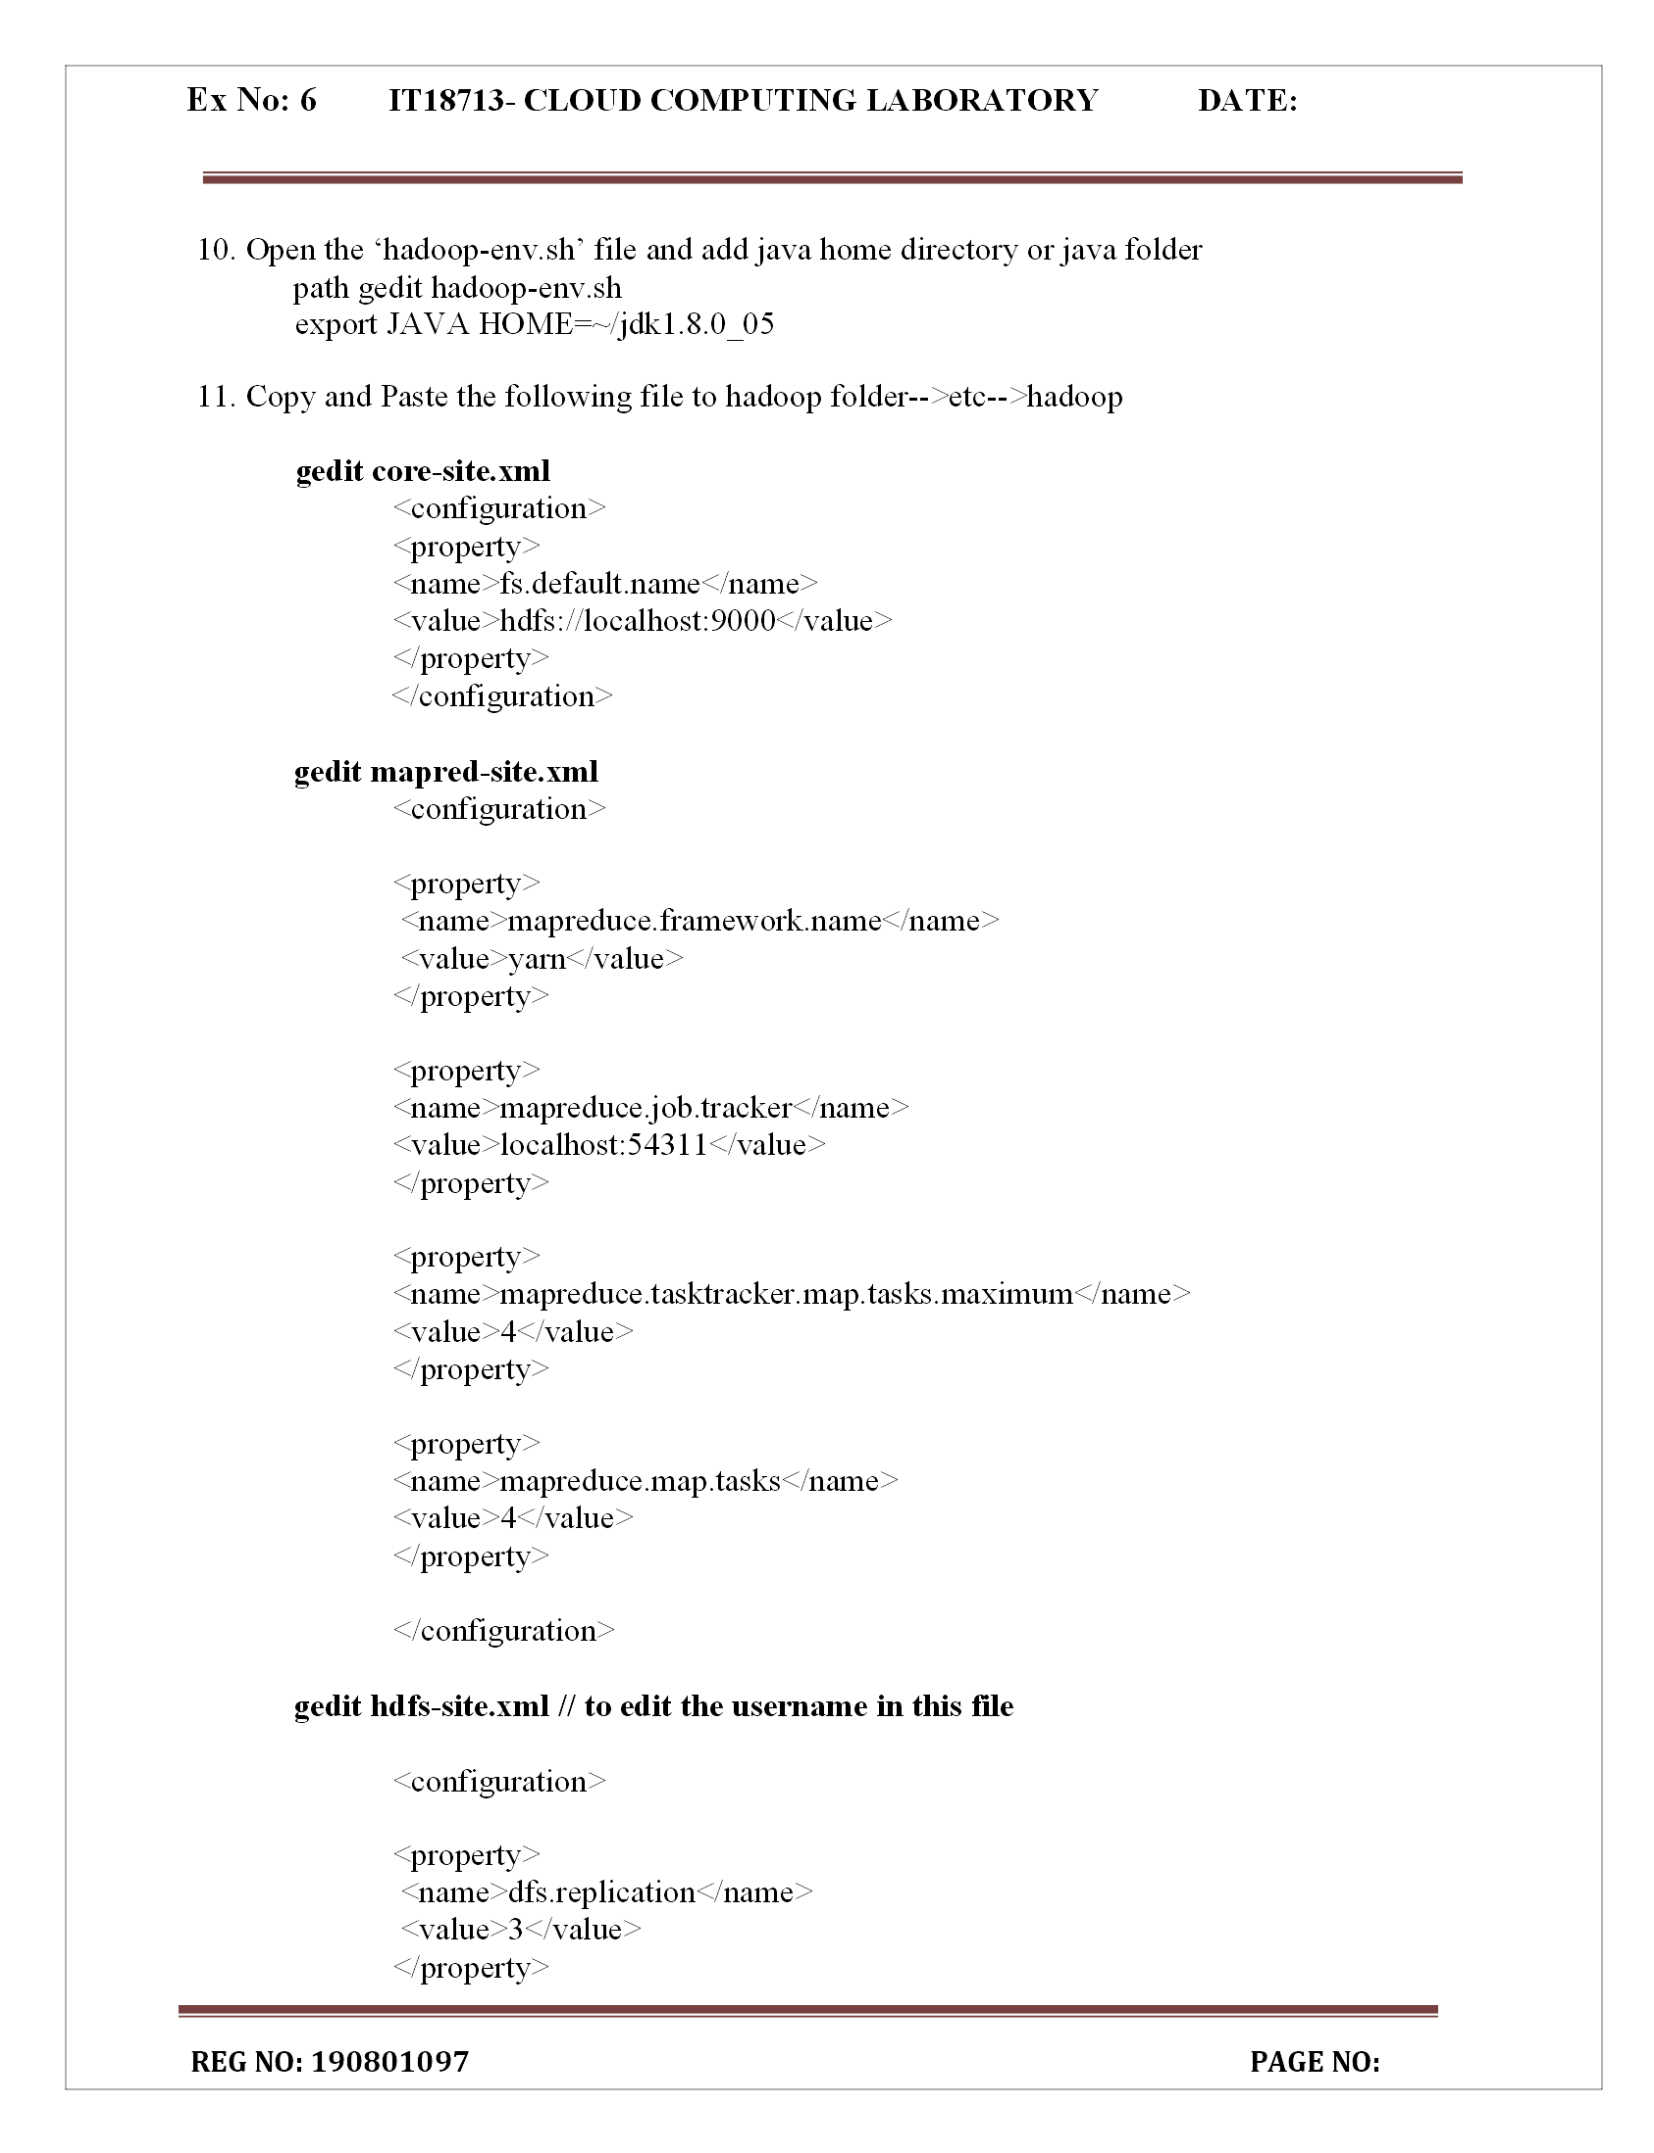 Ex No: 6 IT18713- CLOUD COMPUTING LABORATORY DATE:
10. Open the ‘hadoop-env.sh’ file and add java home directory or java folder
path gedit hadoop-env.sh
export JAVA HOME=~/jdk1.8.0_05
11. Copy and Paste the following file to hadoop folder-->etc-->hadoop
gedit core-site.xml
<configuration>
<property>
<name>fs.default.name</name>
<value>hdfs://localhost:9000</value>
</property>
</configuration>
gedit mapred-site.xml
<configuration>
<property>
<name>mapreduce.framework.name</name>
<value>yarn</value>
</property>
<property>
<name>mapreduce.job.tracker</name>
<value>localhost:54311</value>
</property>
<property>
<name>mapreduce.tasktracker.map.tasks.maximum</name>
<value>4</value>
</property>
<property>
<name>mapreduce.map.tasks</name>
<value>4</value>
</property>
</configuration>
gedit hdfs-site.xml // to edit the username in this file
<configuration>
<property>
<name>dfs.replication</name>
<value>3</value>
</property>
REG NO: 190801097 PAGE NO: